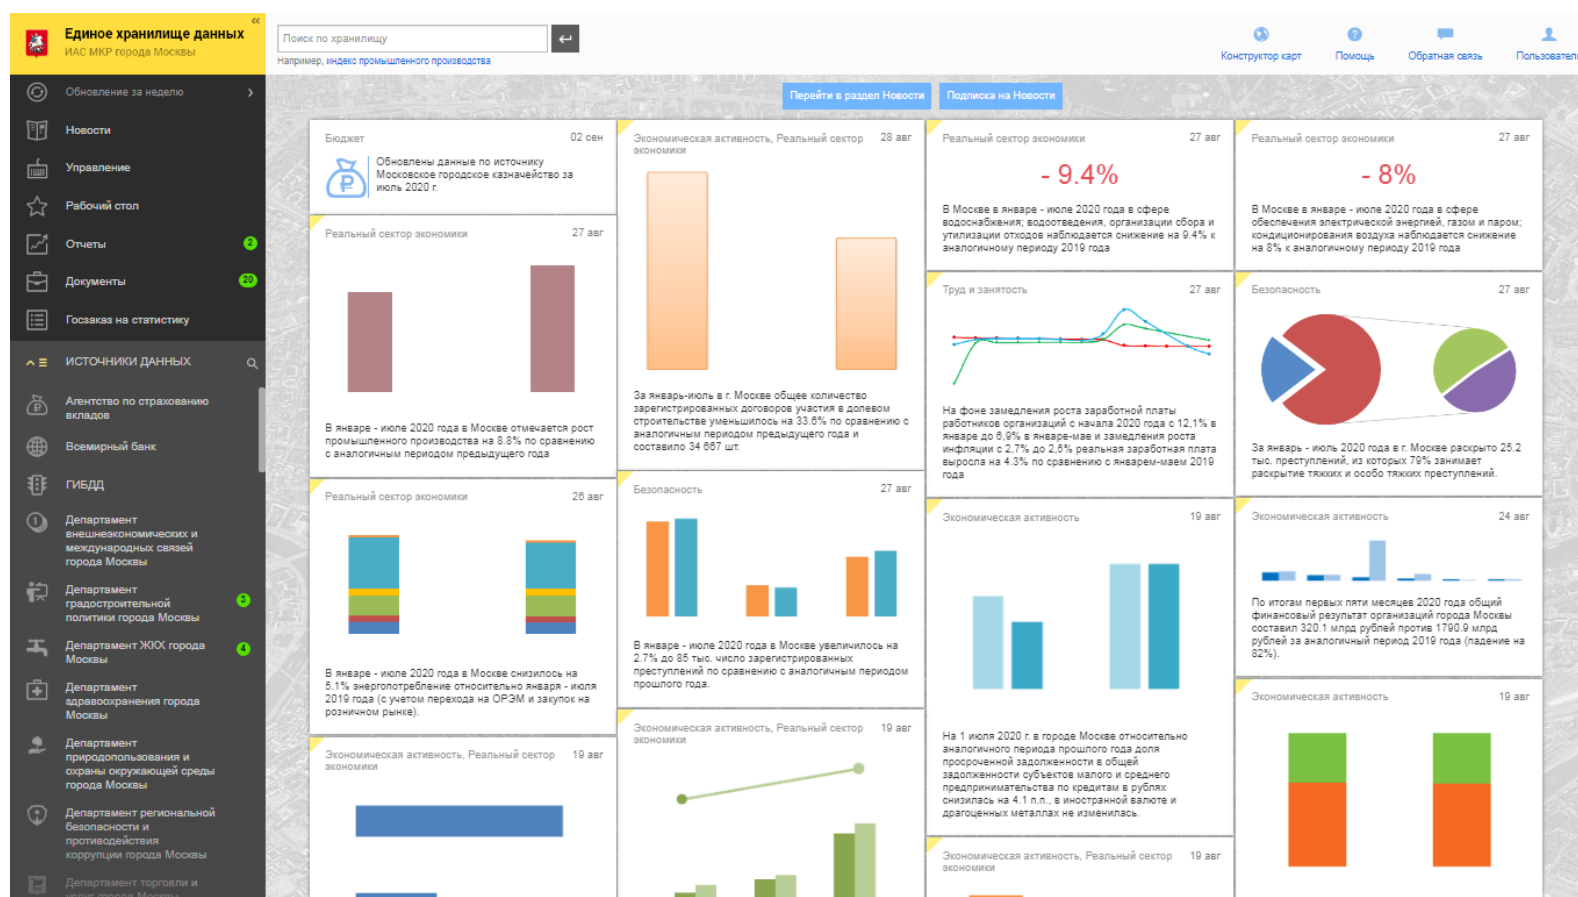 Единое хранилище данных
ИАС МКР города Москвы
Обновление за неделю
Новости
Управление
Рабочий стол
Отчеты 2
Документы 20
Госзаказ на статистику
ИСТОЧНИКИ ДАННЫХ
Агентство по страхованию
вкладов
Всемирный банк
ГИБДД
Департамент
внешнеэкономических и
международных связей
города Москвы
Департамент
градостроительной
политики города Москвы
3
Департамент ЖКХ города
Москвы
4
Департамент
здравоохранения города
Москвы
Департамент
природопользования и
охраны окружающей среды
города Москвы
Департамент региональной
безопасности и
противодействия
коррупции города Москвы
Департамент торговли и
Поиск по хранилищу
Например, индекс промышленного производства
Конструктор карт
Помощь
Обратная связь
Пользовател
Перейти в раздел Новости
Подписка на Новости
Бюджет 02 сен
Обновлены данные по источнику
Московское городское казначейство за
июль 2020 г.
Реальный сектор экономики 27 авг
В январе - июле 2020 года в Москве отмечается рост
промышленного производства на 8.8% по сравнению
с аналогичным периодом предыдущего года
Реальный сектор экономики 26 авг
В январе - июле 2020 года в Москве снизилось на
5.1% энергопотребление относительно января - июля
2019 года (с учетом перехода на ОРЭМ и закупок на
розничном рынке).
Экономическая активность, Реальный сектор 19 авг
экономики
Экономическая активность, Реальный сектор 28 авг
экономики
За январь-июль в г. Москве общее количество
зарегистрированных договоров участия в долевом
строительстве уменьшилось на 33.6% по сравнению с
аналогичным периодом предыдущего года и
составило 34 667 шт.
Безопасность 27 авг
В январе - июле 2020 года в Москве увеличилось на
2.7% до 85 тыс. число зарегистрированных
преступлений по сравнению с аналогичным периодом
прошлого года.
Экономическая активность, Реальный сектор 19 авг
экономики
Реальный сектор экономики 27 авг
- 9.4%
В Москве в январе - июле 2020 года в сфере
водоснабжения; водоотведения, организации сбора и
утилизации отходов наблюдается снижение на 9.4% к
аналогичному периоду 2019 года
Труд и занятость 27 авг
На фоне замедления роста заработной платы
работников организаций с начала 2020 года с 12,1% в
январе до 6,9% в январе-мае и замедления роста
инфляции с 2,7% до 2,5% реальная заработная плата
выросла на 4.3% по сравнению с январем-маем 2019
года
Экономическая активность 19 авг
На 1 июля 2020 г. в городе Москве относительно
аналогичного периода прошлого года доля
просроченной задолженности в общей
задолженности субъектов малого и среднего
предпринимательства по кредитам в рублях
снизилась на 4.1 п.п., в иностранной валюте и
драгоценных металлах не изменилась.
Экономическая активность, Реальный сектор 19 авг
экономики
Реальный сектор экономики 27 авг
- 8%
В Москве в январе - июле 2020 года в сфере
обеспечения электрической энергией, газом и паром;
кондиционирования воздуха наблюдается снижение
на 8% к аналогичному периоду 2019 года
Безопасность 27 авг
За январь - июль 2020 года в г. Москве раскрыто 25.2
тыс. преступлений, из которых 79% занимает
раскрытие тяжких и особо тяжких преступлений.
Экономическая активность 24 авг
По итогам первых пяти месяцев 2020 года общий
финансовый результат организаций города Москвы
составил 320.1 млрд рублей против 1790.9 млрд
рублей за аналогичный период 2019 года (падение на
82%).
Экономическая активность 19 авг